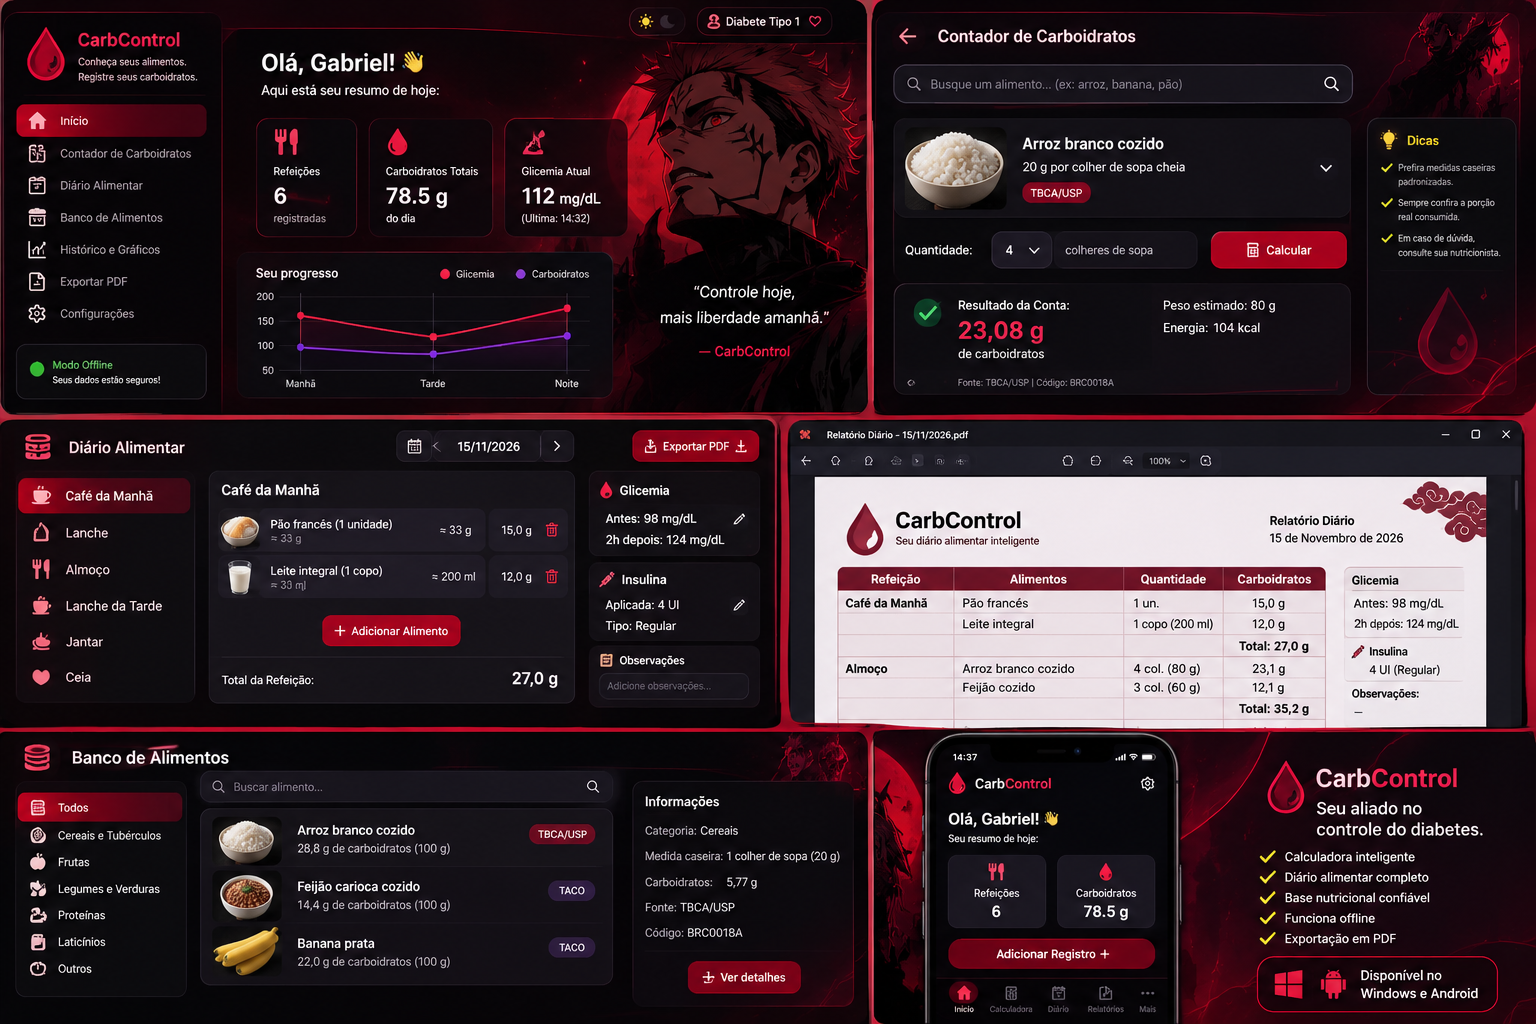 CarbControl
Conheça seus alimentos.
Registre seus carboidratos.
Início
Contador de Carboidratos
Diário Alimentar
Banco de Alimentos
Histórico e Gráficos
Exportar PDF
Configurações
Modo Offline
Seus dados estão seguros!
Diabete Tipo 1
Olá, Gabriel! 👋
Aqui está seu resumo de hoje:
Refeições
6
registradas
Carboidratos Totais
78.5 g
do dia
Glicemia Atual
112 mg/dL
(Ultima: 14:32)
Seu progresso
Glicemia
Carboidratos
200
150
100
50
Manhã
Tarde
Noite
“Controle hoje,
mais liberdade amanhã.”
— CarbControl
Contador de Carboidratos
Busque um alimento... (ex: arroz, banana, pão)
Arroz branco cozido
20 g por colher de sopa cheia
TBCA/USP
Quantidade:
4
colheres de sopa
Calcular
Resultado da Conta:
23,08 g
de carboidratos
Peso estimado: 80 g
Energia: 104 kcal
Fonte: TBCA/USP | Código: BRC0018A
Dicas
Prefira medidas caseiras
padronizadas.
Sempre confira a porção
real consumida.
Em caso de dúvida,
consulte sua nutricionista.
Diário Alimentar
15/11/2026
Exportar PDF
Café da Manhã
Lanche
Almoço
Lanche da Tarde
Jantar
Ceia
Café da Manhã
Pão francés (1 unidade)
≈ 33 g
≈ 33 g
15,0 g
Leite integral (1 copo)
≈ 33 ml
≈ 200 ml
12,0 g
+ Adicionar Alimento
Total da Refeição:
27,0 g
Glicemia
Antes: 98 mg/dL
2h depois: 124 mg/dL
Insulina
Aplicada: 4 UI
Tipo: Regular
Observações
Adicione observações...
Relatório Diário - 15/11/2026.pdf
100%
CarbControl
Seu diário alimentar inteligente
Relatório Diário
15 de Novembro de 2026
Refeição
Alimentos
Quantidade
Carboidratos
Café da Manhã
Pão francés
1 un.
15,0 g
Leite integral
1 copo (200 ml)
12,0 g
Total: 27,0 g
Almoço
Arroz branco cozido
4 col. (80 g)
23,1 g
Feijão cozido
3 col. (60 g)
12,1 g
Total: 35,2 g
Glicemia
Antes: 98 mg/dL
2h depós: 124 mg/dL
Insulina
4 UI (Regular)
Observações:
—
Banco de Alimentos
Todos
Cereais e Tubérculos
Frutas
Legumes e Verduras
Proteínas
Laticínios
Outros
Buscar alimento...
Arroz branco cozido
28,8 g de carboidratos (100 g)
TBCA/USP
Feijão carioca cozido
14,4 g de carboidratos (100 g)
TACO
Banana prata
22,0 g de carboidratos (100 g)
TACO
Informações
Categoria: Cereais
Medida caseira: 1 colher de sopa (20 g)
Carboidratos: 5,77 g
Fonte: TBCA/USP
Código: BRC0018A
Ver detalhes
14:37
CarbControl
Olá, Gabriel! 👋
Seu resumo de hoje:
Refeições
6
Carboidratos
78.5 g
Adicionar Registro +
Início
Calculadora
Diário
Relatórios
Mais
CarbControl
Seu aliado no
controle do diabetes.
Calculadora inteligente
Diário alimentar completo
Base nutricional confiável
Funciona offline
Exportação em PDF
Disponível no
Windows e Android